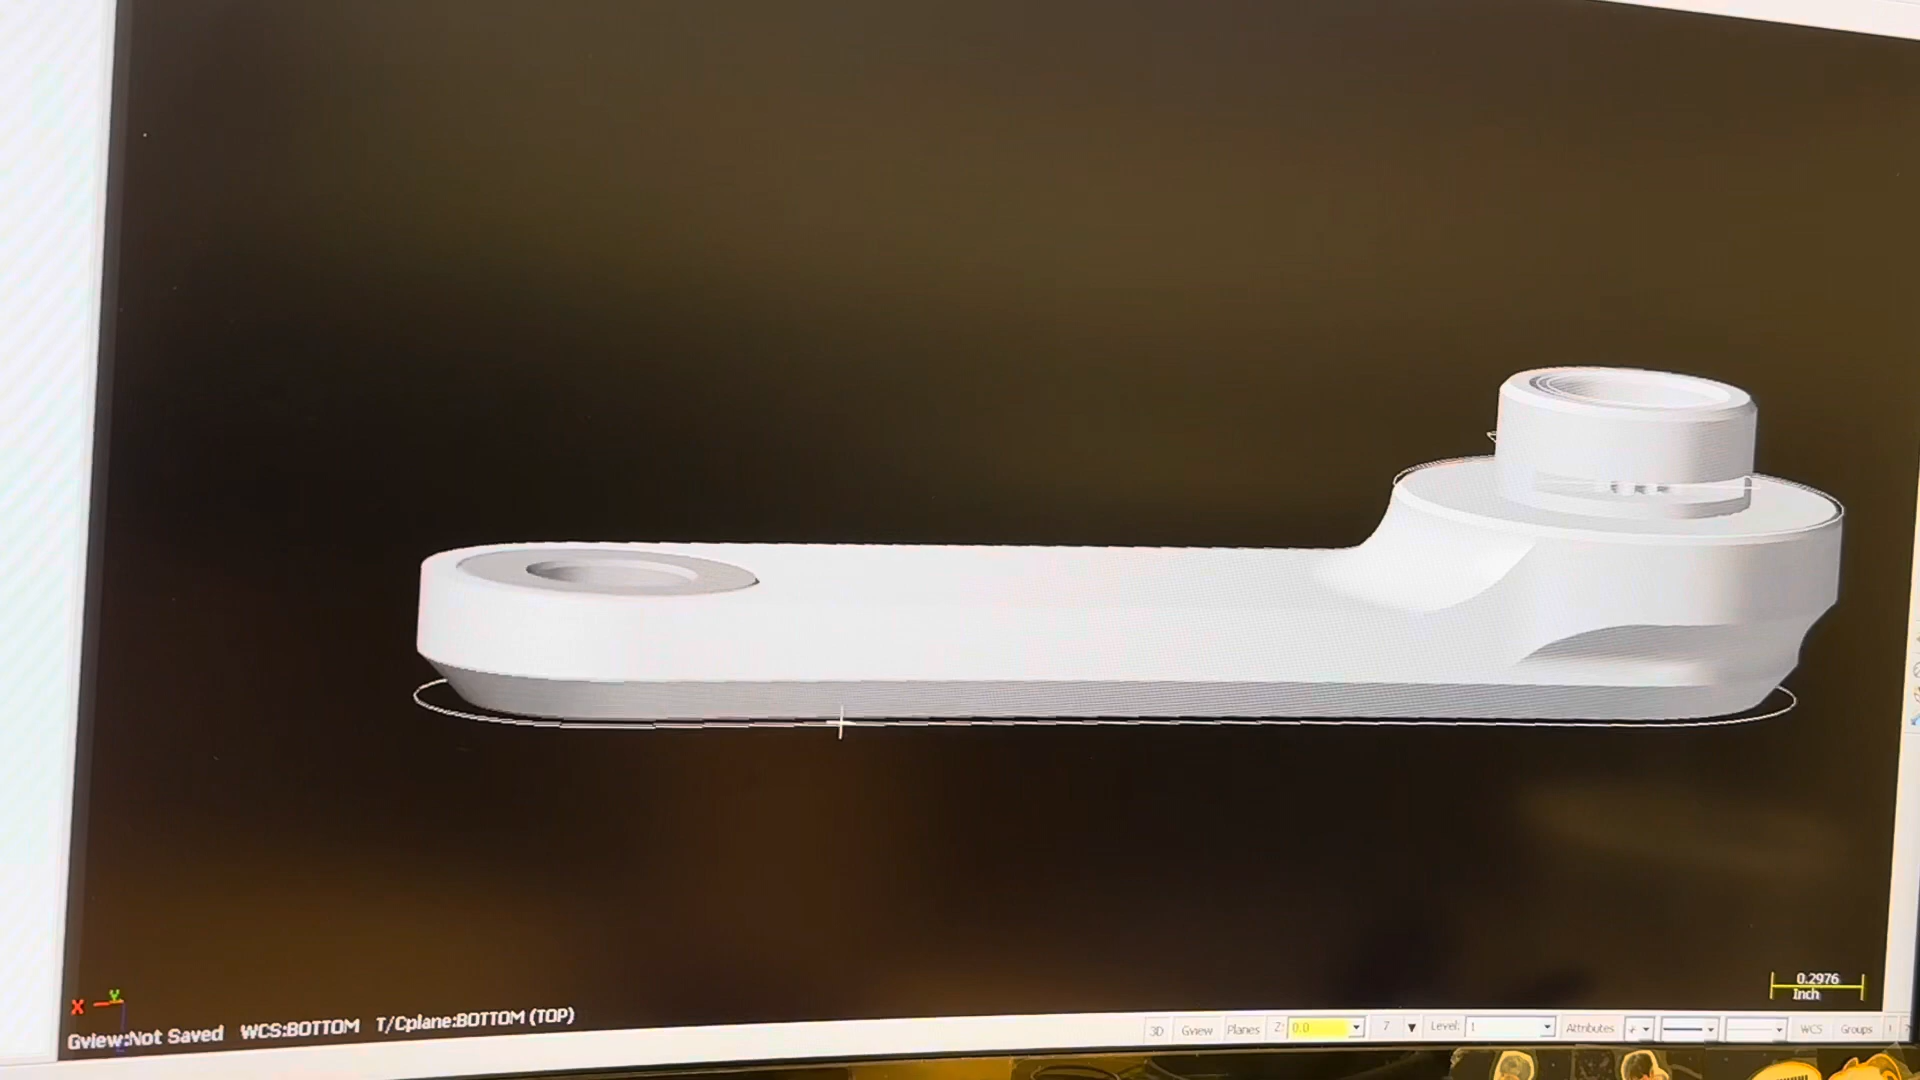 0.2976
Inch
X Y
Gview:Not Saved WCS:BOTTOM T/Cplane:BOTTOM (TOP)
3D Gview Planes Z: 0.0 7 Level: 1 Attributes WCS Groups